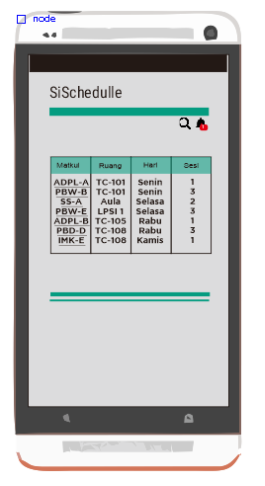 node
SiSchedulle
Matkul Ruang Hari Sesi
ADPL-A TC-101 Senin 1
PBW-B TC-101 Senin 3
SS-A Aula Selasa 2
PBW-E LPSI 1 Selasa 3
ADPL-B TC-105 Rabu 1
PBD-D TC-108 Rabu 3
IMK-E TC-108 Kamis 1